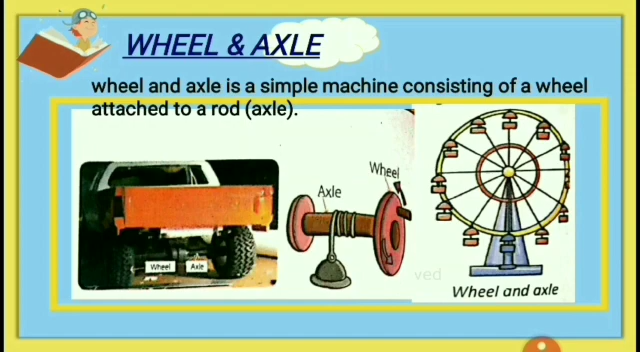 WHEEL & AXLE
wheel and axle is a simple machine consisting of a wheel
attached to a rod (axle).
Wheel
Axle
Wheel
Axle
ved
Wheel and axle